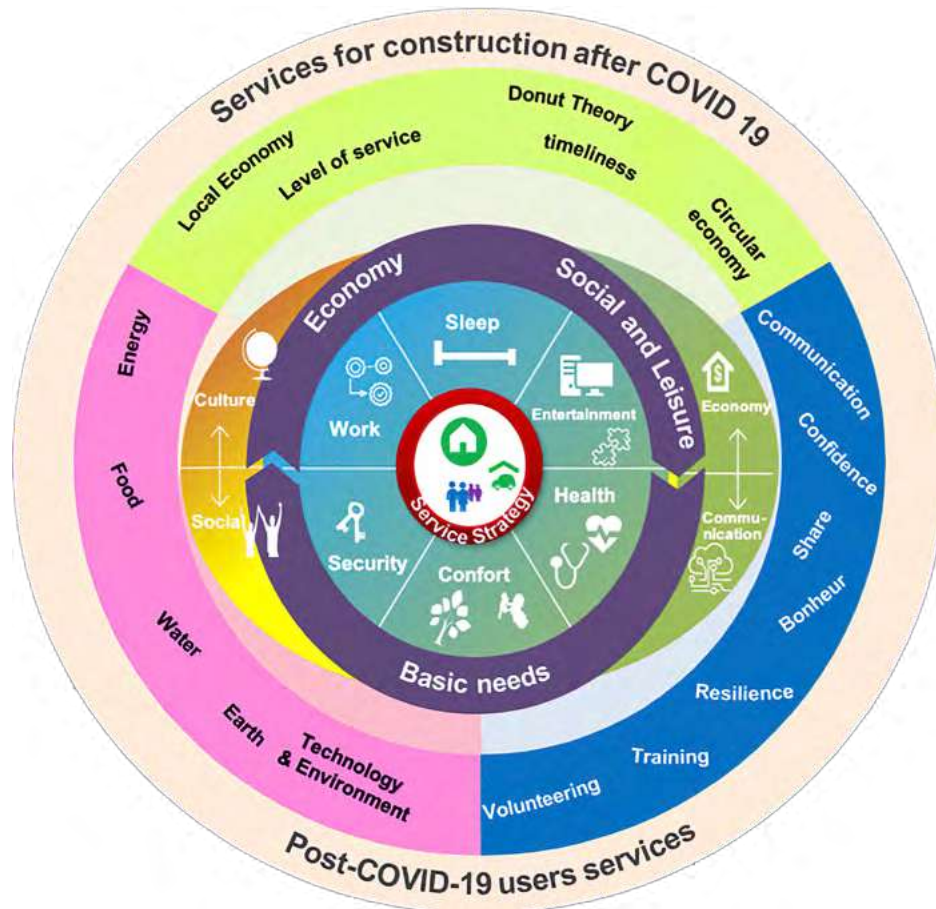 Services for construction after COVID 19
Donut Theory
timeliness
Level of service
Local Economy
Circular
economy
Energy
Food
Water
Earth
Technology
& Environment
Communication
Confidence
Share
Bonheur
Resilience
Training
Volunteering
Economy
Social and Leisure
Basic needs
Culture
Social
Economy
Commu-
nication
Sleep
Work
Entertainment
Security
Health
Confort
$
Service Strategy
Post-COVID-19 users services